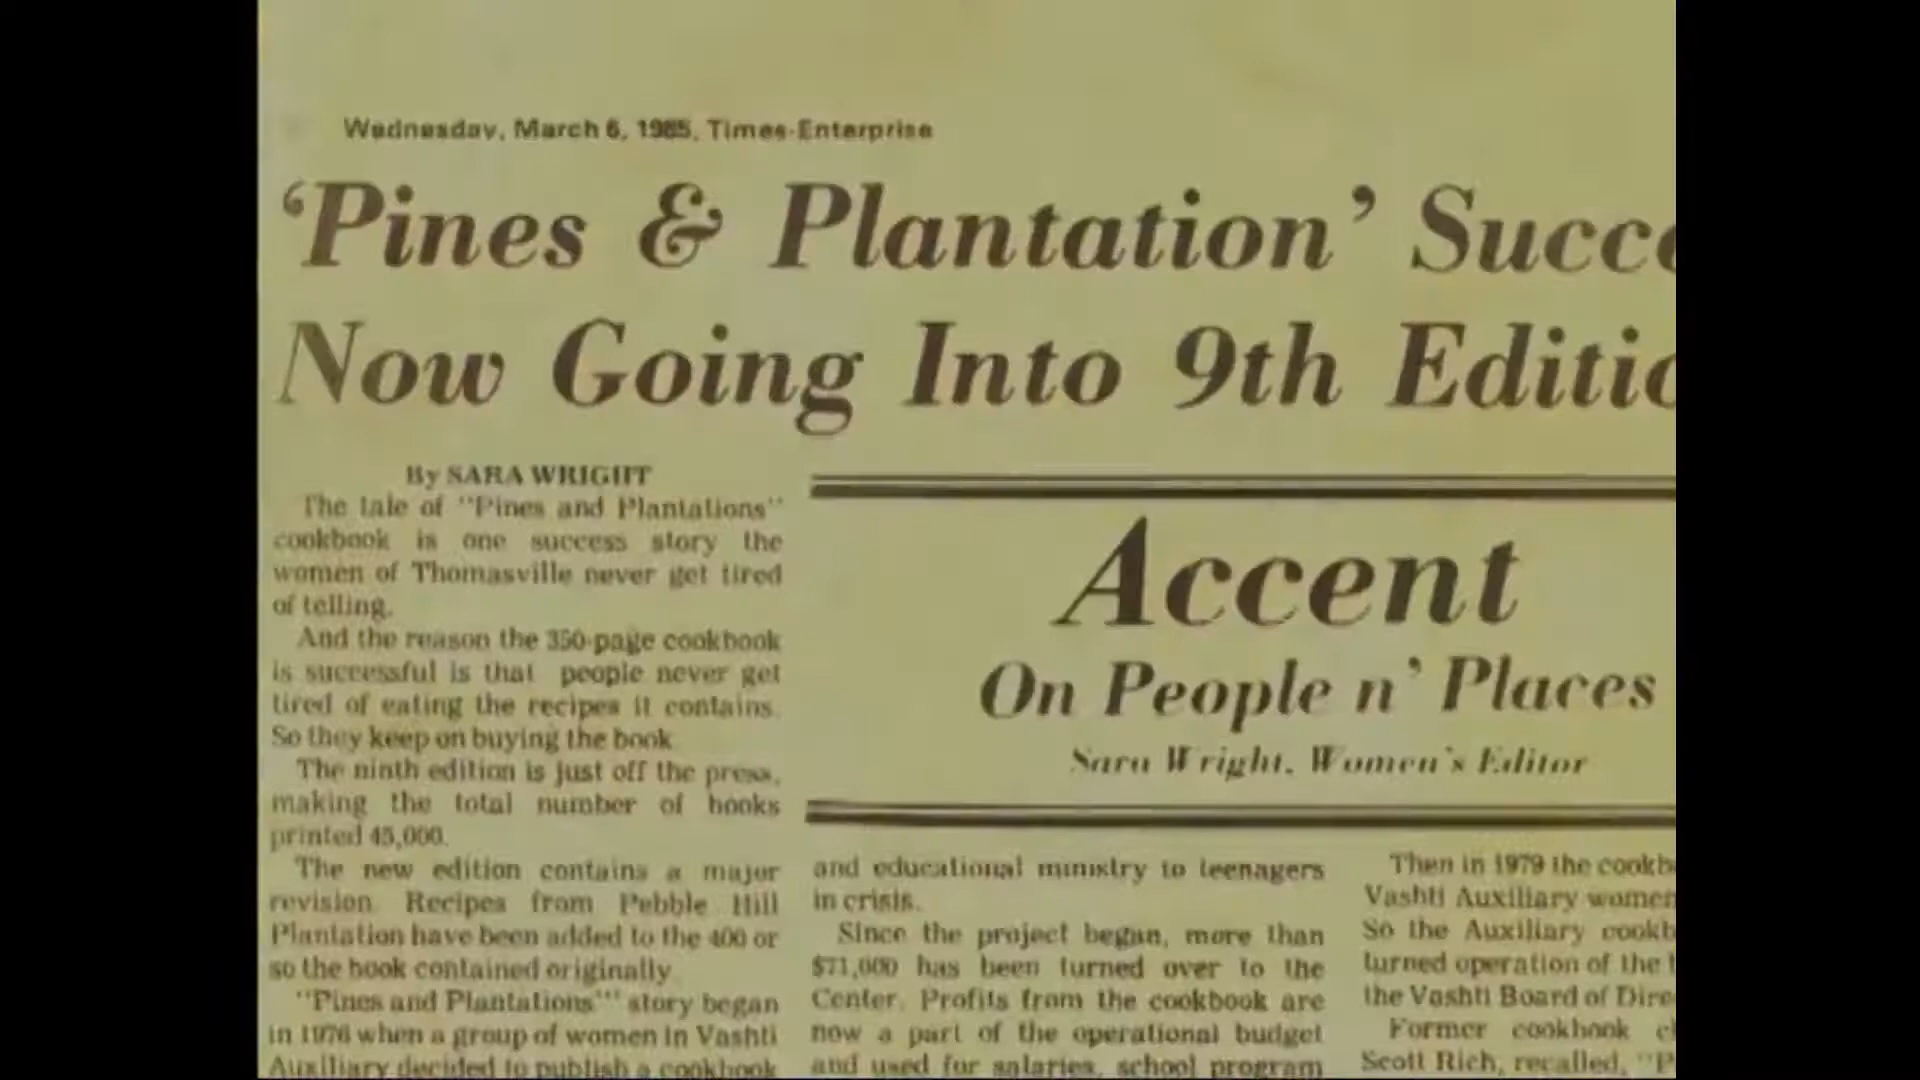 Wednesday, March 6, 1985, Times-Enterprise
‘Pines & Plantation’ Succe
Now Going Into 9th Editio
By SARA WRIGHT
The tale of "Pines and Plantations"
cookbook is one success story the
women of Thomasville never get tired
of telling.
And the reason the 350-page cookbook
is successful is that people never get
tired of eating the recipes it contains.
So they keep on buying the book.
The ninth edition is just off the press,
making the total number of books
printed 45,000.
The new edition contains a major
revision. Recipes from Pebble Hill
Plantation have been added to the 400 or
so the book contained originally.
"Pines and Plantations'" story began
in 1976 when a group of women in Vashti
Auxiliary decided to publish a cookbook
Accent
On People n’ Places
Sara Wright, Women's Editor
and educational ministry to teenagers
in crisis.
Since the project began, more than
$71,000 has been turned over to the
Center. Profits from the cookbook are
now a part of the operational budget
and used for salaries, school program
Then in 1979 the cookb
Vashti Auxiliary women
So the Auxiliary cookb
turned operation of the
the Vashti Board of Dire
Former cookbook c
Scott Rich, recalled, "P